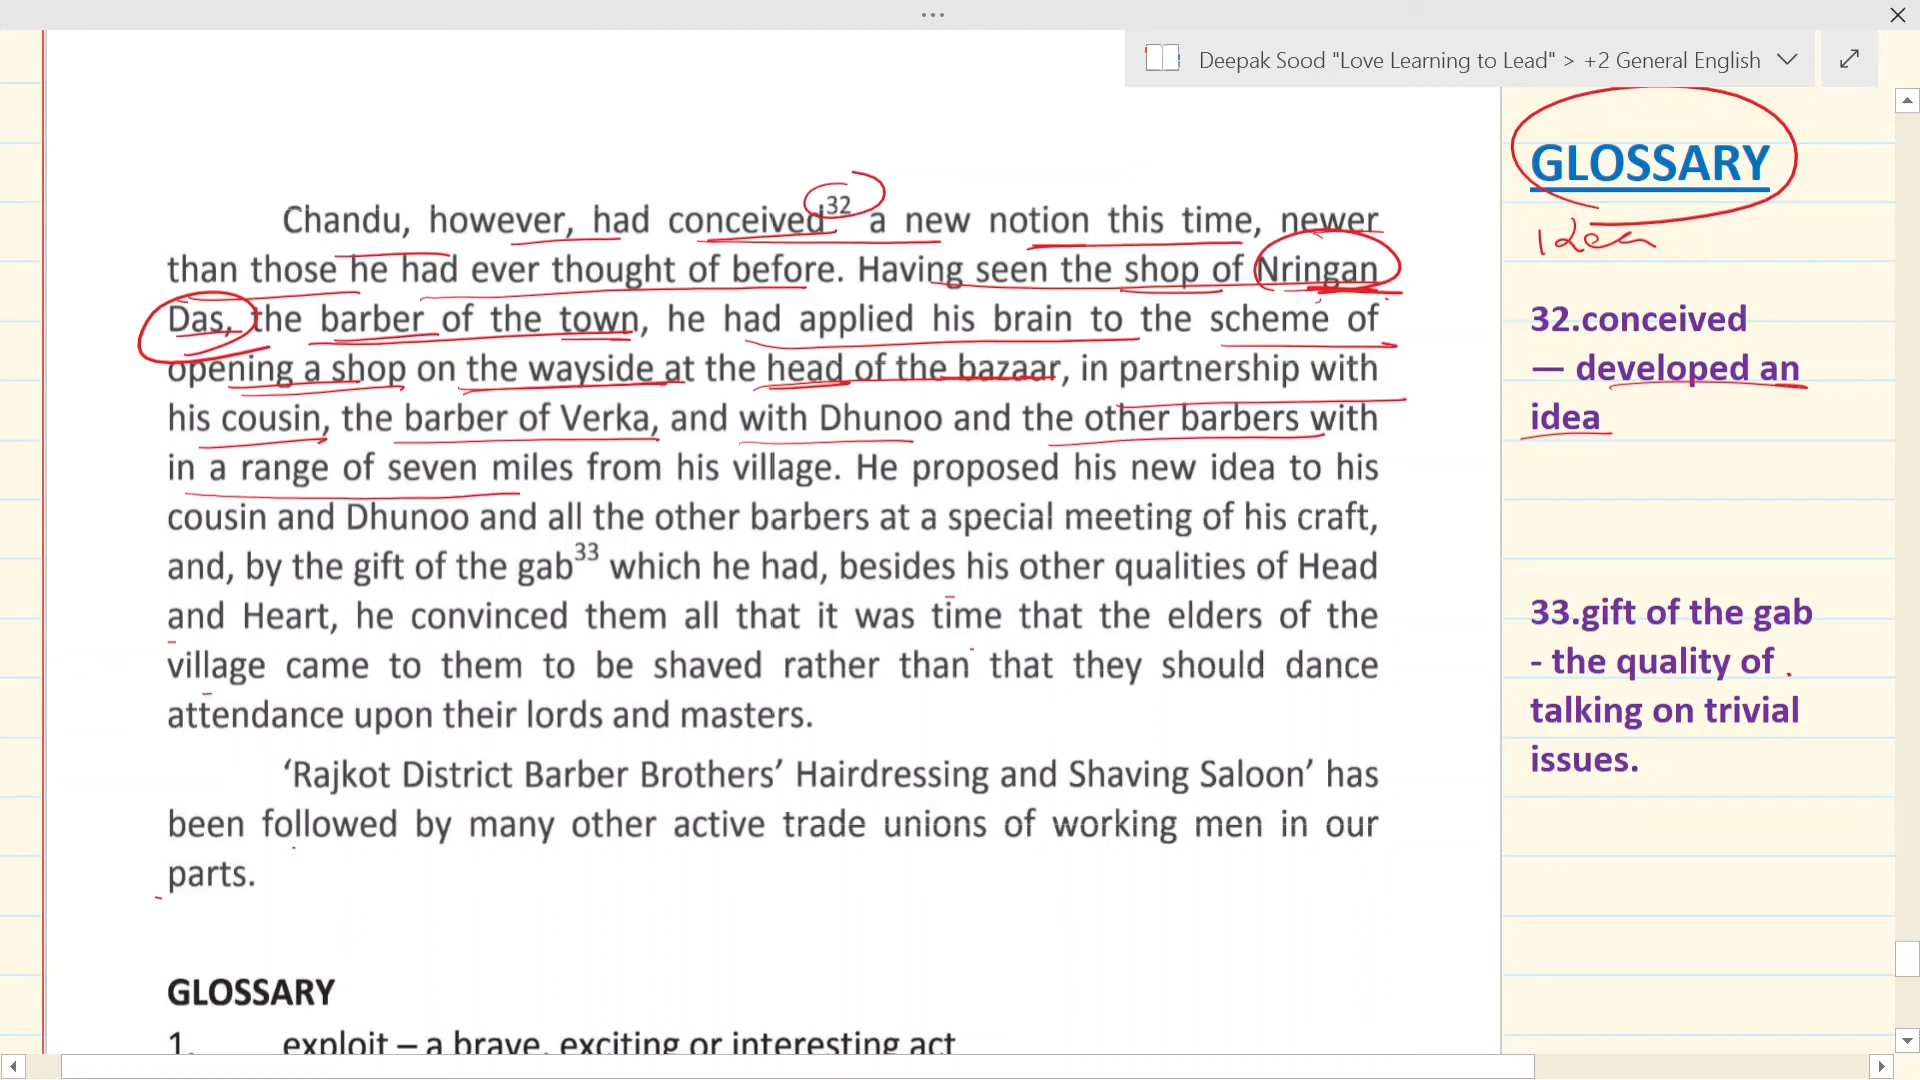 Deepak Sood "Love Learning to Lead" > +2 General English
Chandu, however, had conceived32 a new notion this time, newer
than those he had ever thought of before. Having seen the shop of Nringan
Das, the barber of the town, he had applied his brain to the scheme of
opening a shop on the wayside at the head of the bazaar, in partnership with
his cousin, the barber of Verka, and with Dhunoo and the other barbers with
in a range of seven miles from his village. He proposed his new idea to his
cousin and Dhunoo and all the other barbers at a special meeting of his craft,
and, by the gift of the gab33 which he had, besides his other qualities of Head
and Heart, he convinced them all that it was time that the elders of the
village came to them to be shaved rather than that they should dance
attendance upon their lords and masters.
‘Rajkot District Barber Brothers’ Hairdressing and Shaving Saloon’ has
been followed by many other active trade unions of working men in our
parts.
GLOSSARY
1. exploit – a brave, exciting or interesting act
GLOSSARY
Idea
32.conceived
— developed an
idea
33.gift of the gab
- the quality of
talking on trivial
issues.